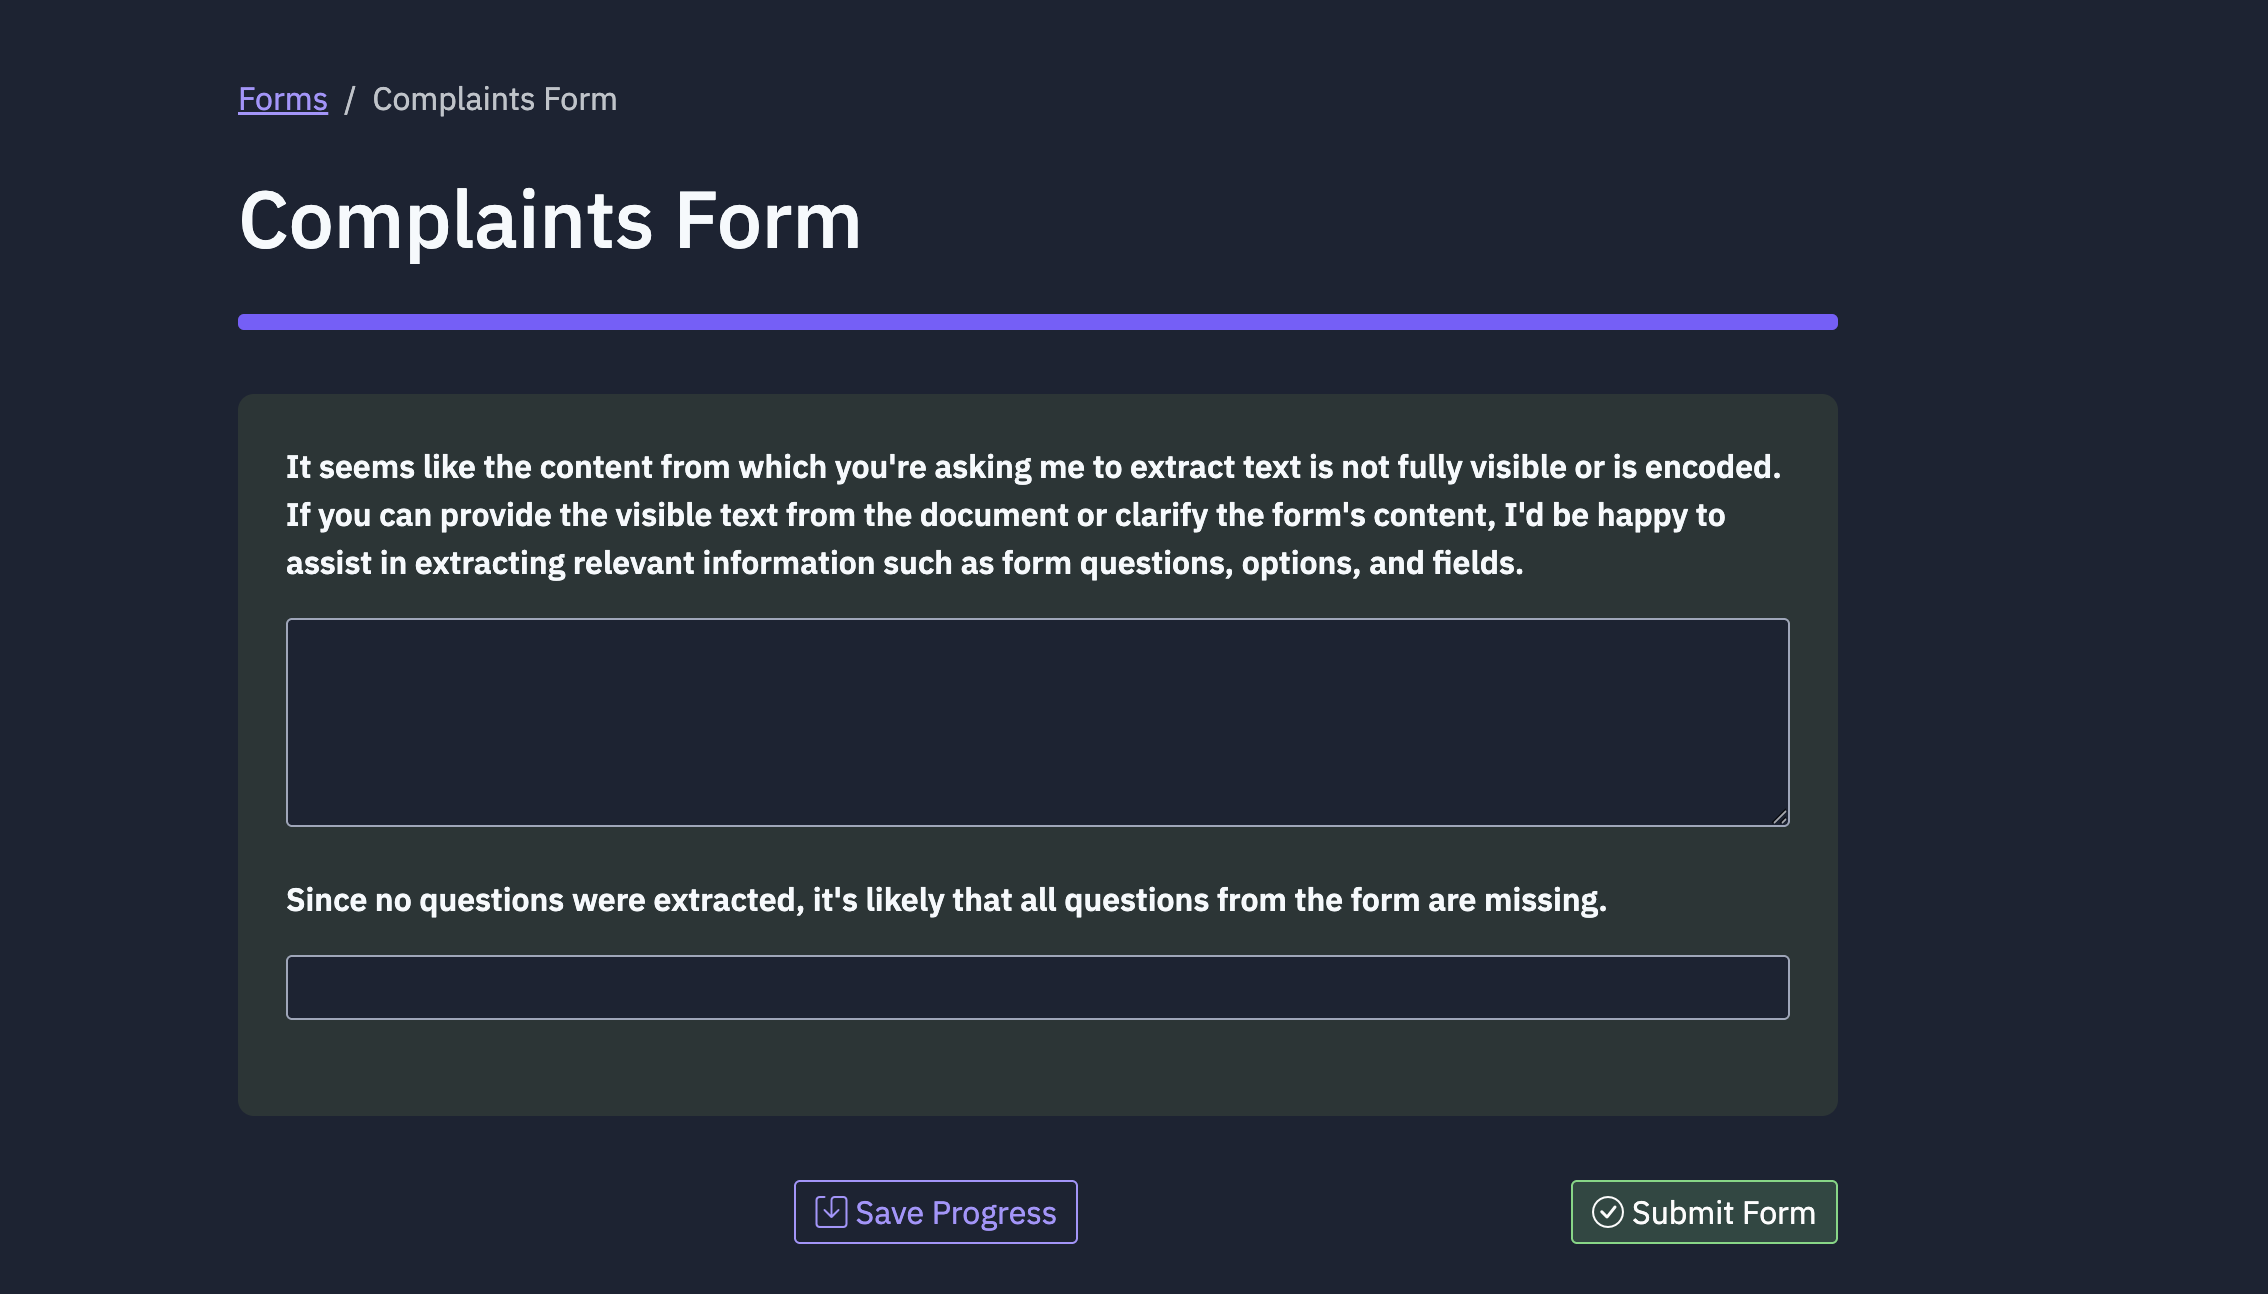 Forms / Complaints Form
Complaints Form
It seems like the content from which you're asking me to extract text is not fully visible or is encoded.
If you can provide the visible text from the document or clarify the form's content, I'd be happy to
assist in extracting relevant information such as form questions, options, and fields.
Since no questions were extracted, it's likely that all questions from the form are missing.
Save Progress
Submit Form